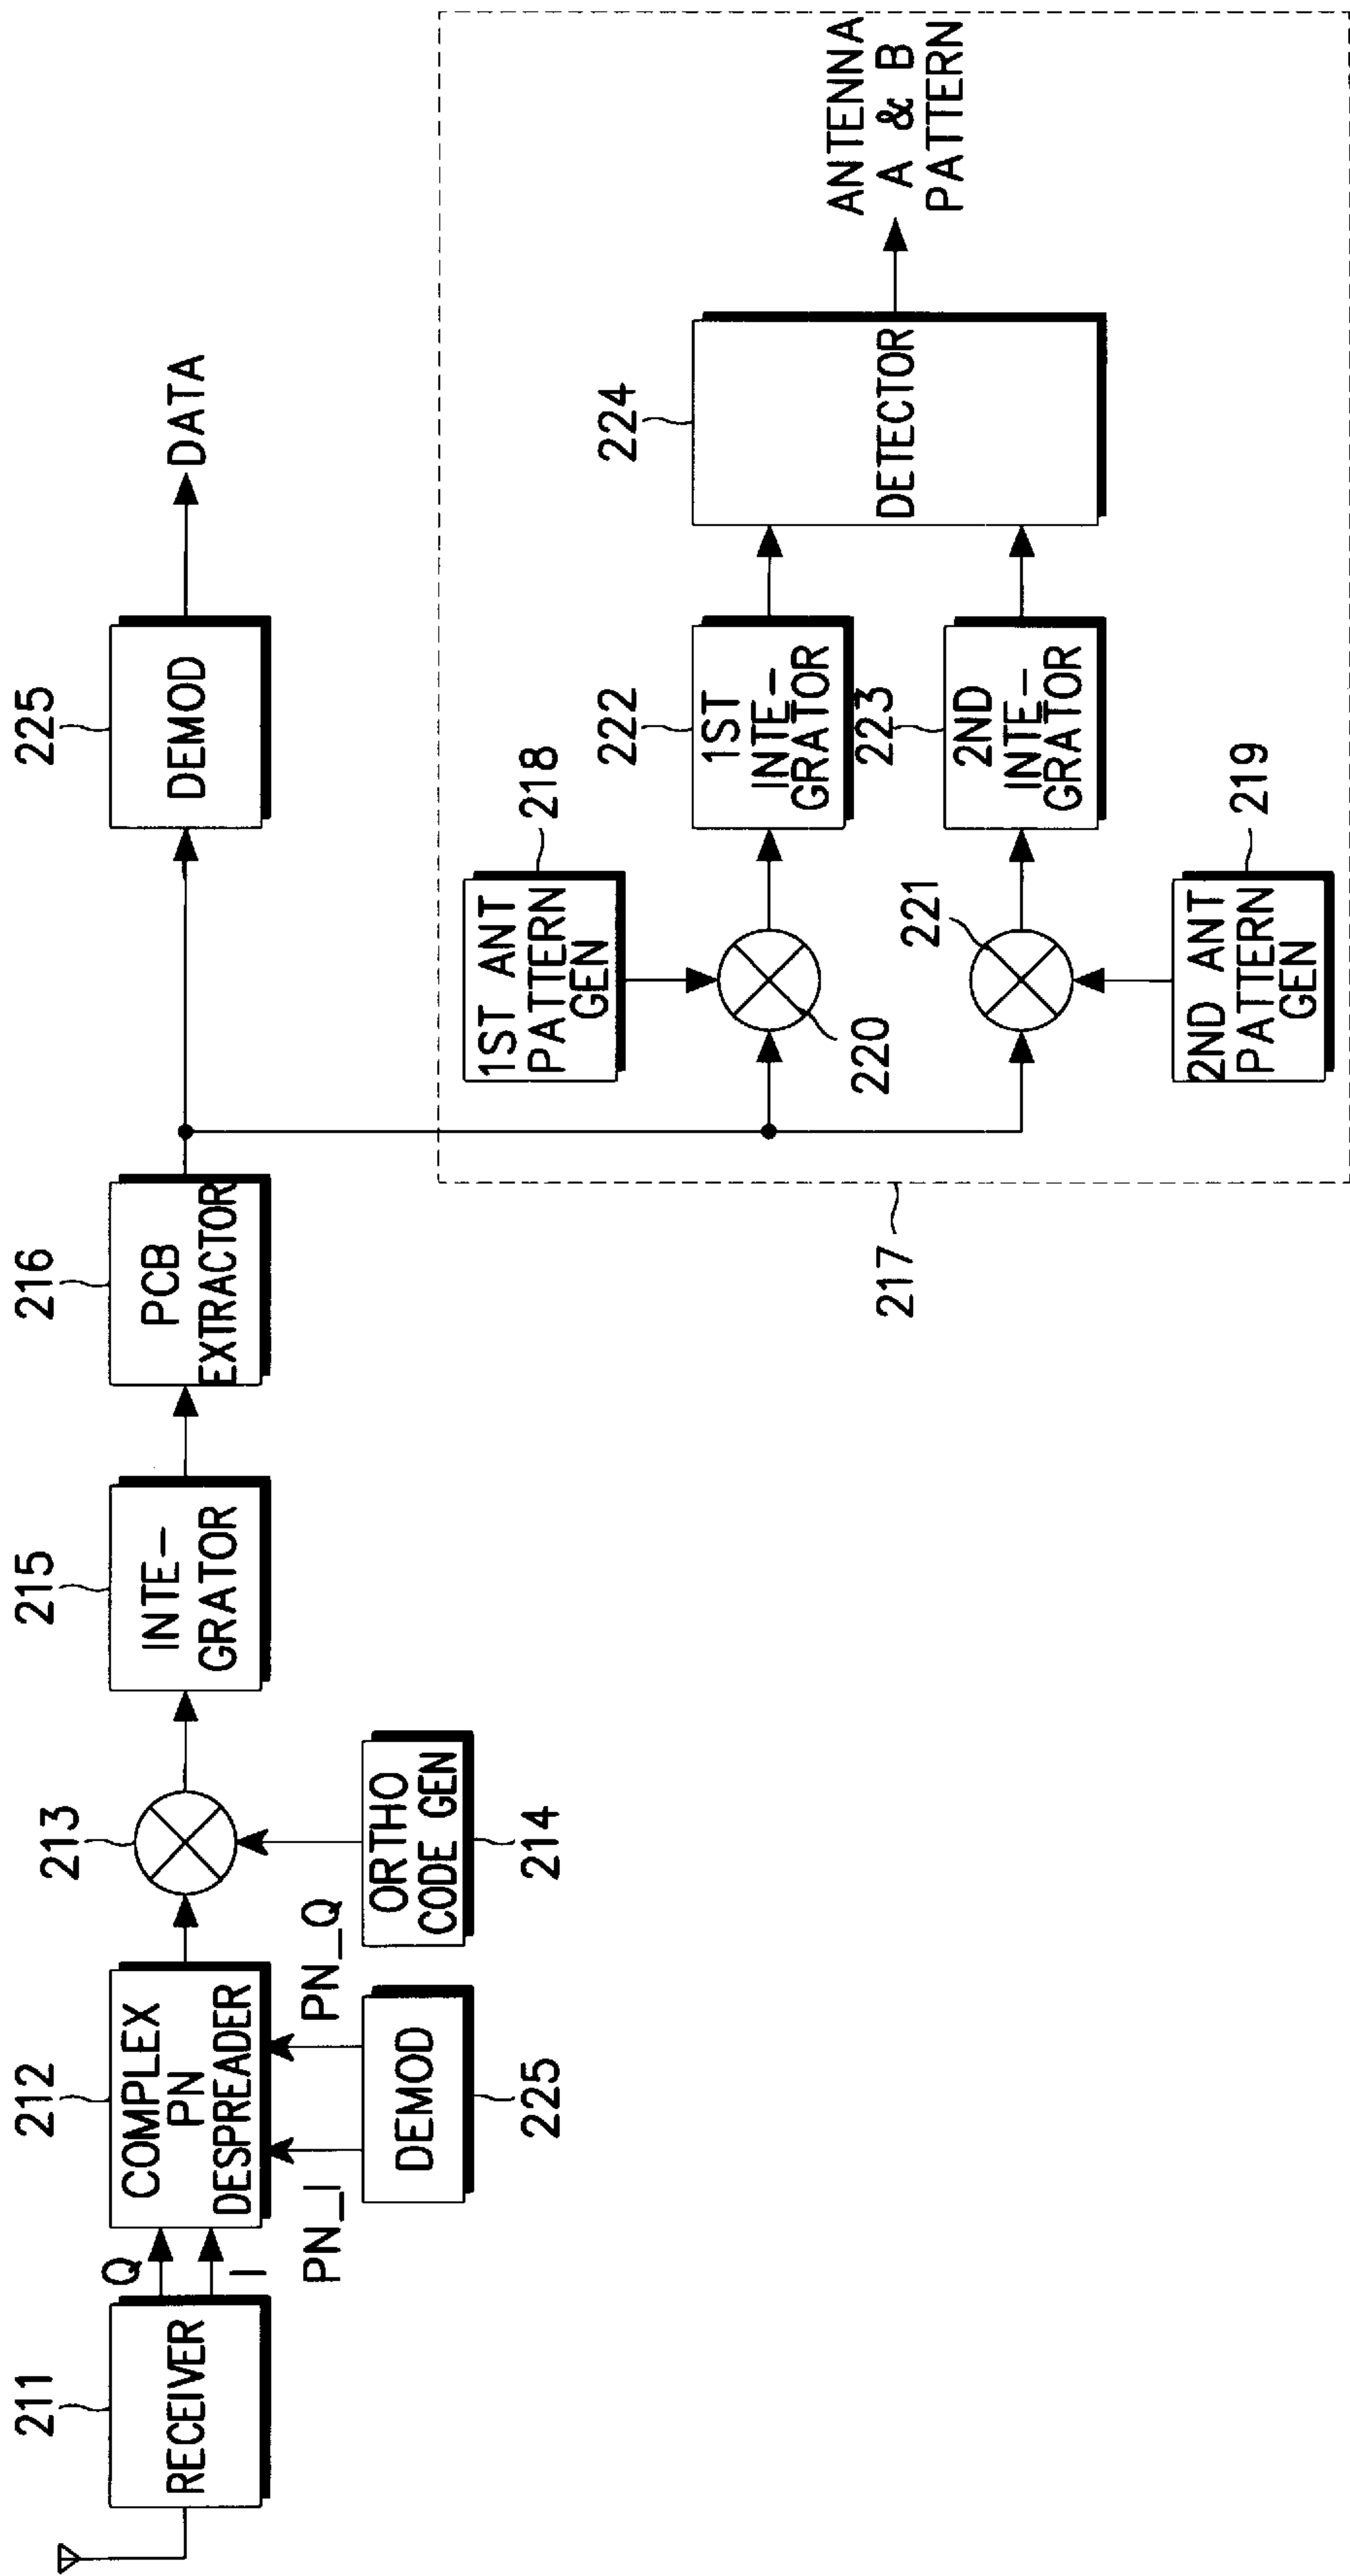 211
RECEIVER
Q
I
212
COMPLEX
PN
DESPREADER
PN_I
PN_Q
DEMOD
225
213
ORTHO
CODE GEN
214
215
INTE-
GRATOR
216
PCB
EXTRACTOR
225
DEMOD
DATA
217
1ST ANT
PATTERN
GEN
218
220
222
1ST
INTE-
GRATOR
221
2ND ANT
PATTERN
GEN
219
223
2ND
INTE-
GRATOR
224
DETECTOR
ANTENNA
A & B
PATTERN